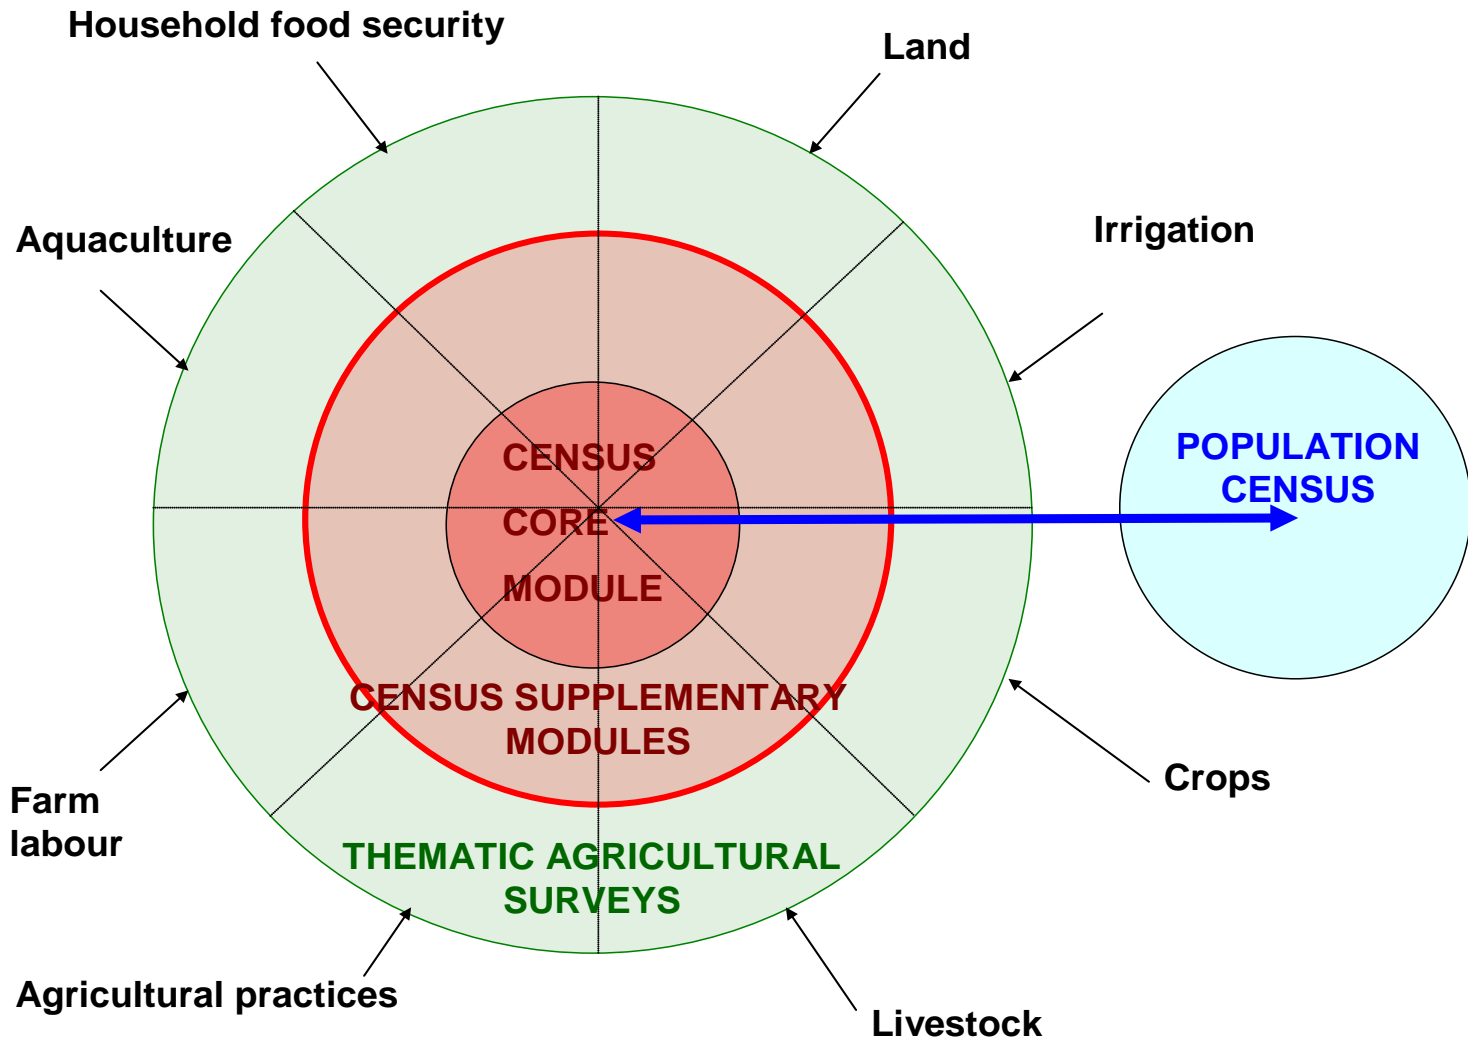 Household food security
Land
Aquaculture
Irrigation
CENSUS
CORE
MODULE
POPULATION
CENSUS
CENSUS SUPPLEMENTARY
MODULES
Crops
Farm
labour
THEMATIC AGRICULTURAL
SURVEYS
Agricultural practices
Livestock